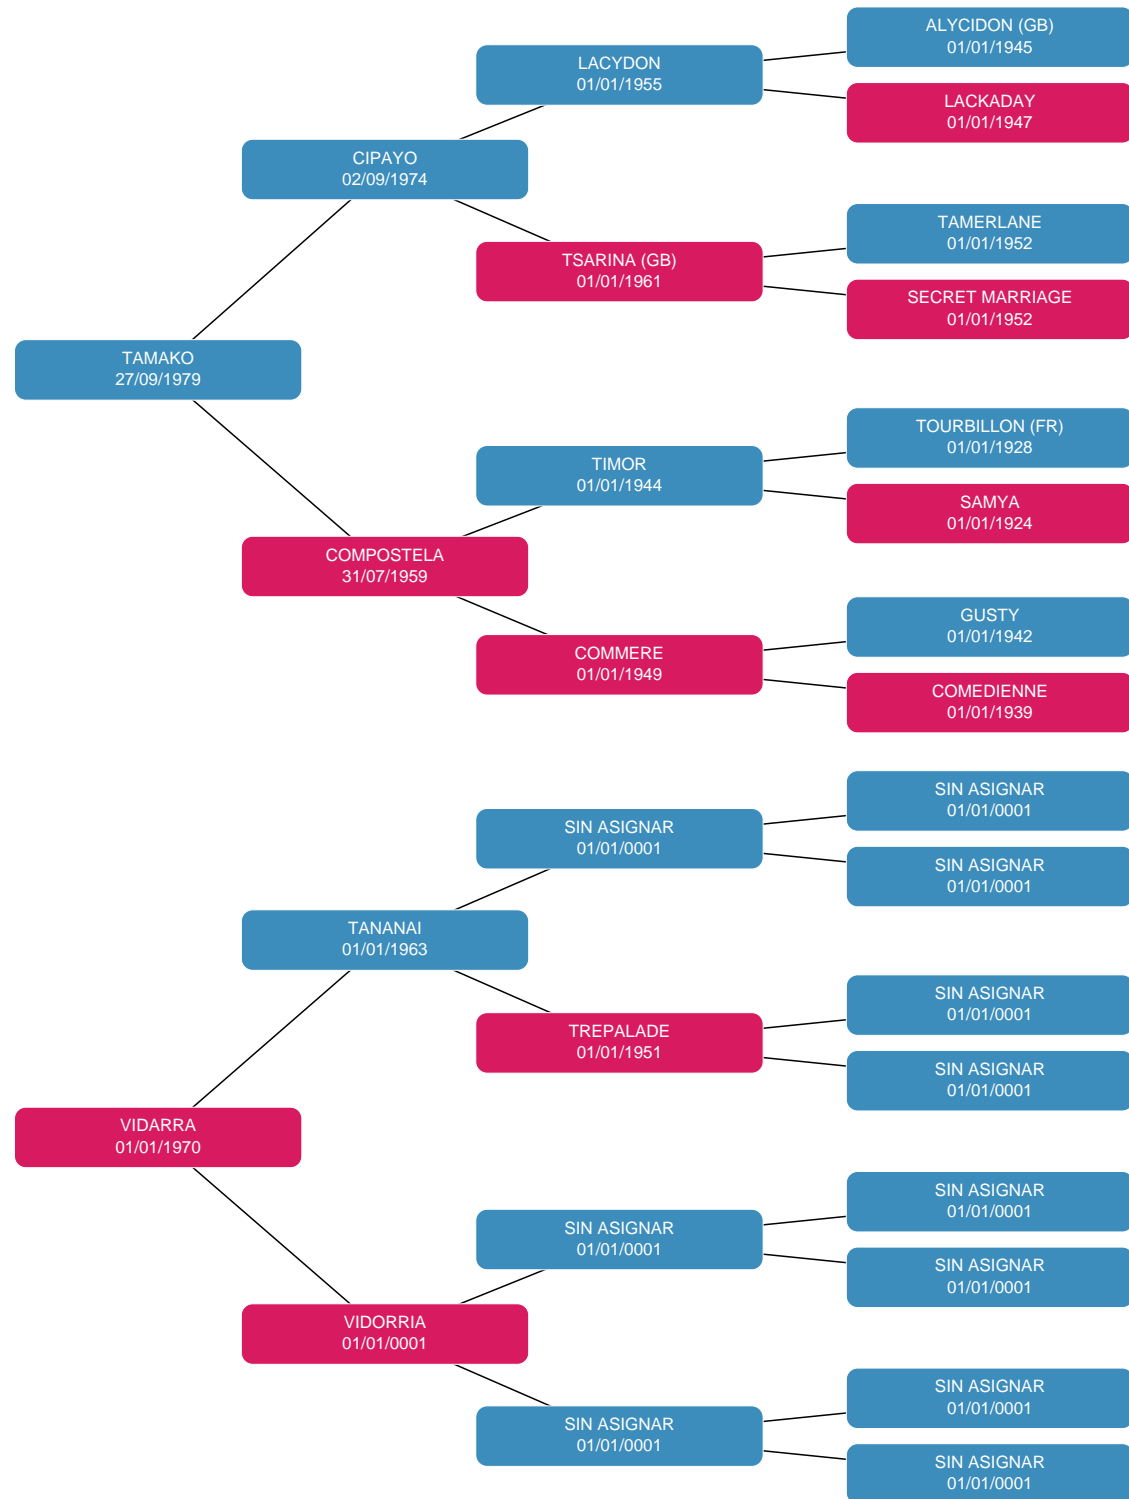 ALYCIDON (GB)
01/01/1945
LACYDON
01/01/1955
LACKADAY
01/01/1947
CIPAYO
02/09/1974
TAMERLANE
01/01/1952
TSARINA (GB)
01/01/1961
SECRET MARRIAGE
01/01/1952
TAMAKO
27/09/1979
TOURBILLON (FR)
01/01/1928
TIMOR
01/01/1944
SAMYA
01/01/1924
COMPOSTELA
31/07/1959
GUSTY
01/01/1942
COMMERE
01/01/1949
COMEDIENNE
01/01/1939
SIN ASIGNAR
01/01/0001
SIN ASIGNAR
01/01/0001
SIN ASIGNAR
01/01/0001
TANANAI
01/01/1963
SIN ASIGNAR
01/01/0001
TREPALADE
01/01/1951
SIN ASIGNAR
01/01/0001
VIDARRA
01/01/1970
SIN ASIGNAR
01/01/0001
SIN ASIGNAR
01/01/0001
SIN ASIGNAR
01/01/0001
VIDORRIA
01/01/0001
SIN ASIGNAR
01/01/0001
SIN ASIGNAR
01/01/0001
SIN ASIGNAR
01/01/0001